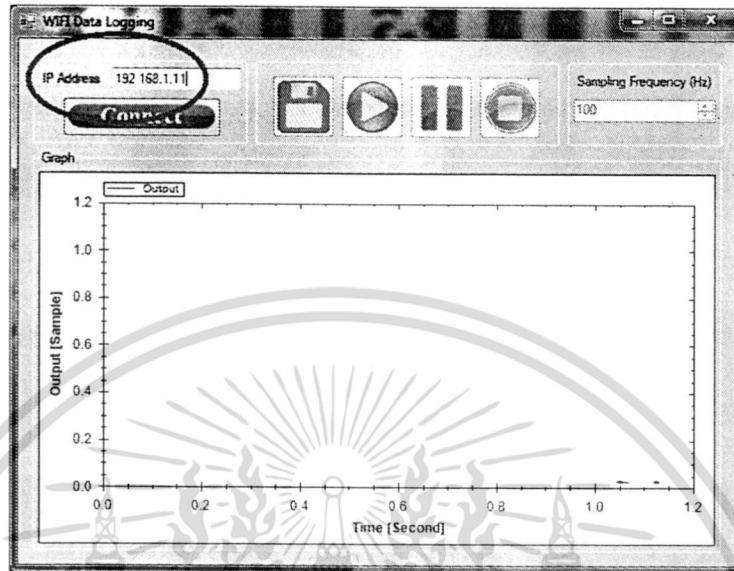 WIFI Data Logging
IP Address 192.168.1.11
Connect
Sampling Frequency (Hz)
100
Graph
Output
1.2
1.0
0.8
0.6
0.4
0.2
0.0
Output [Sample]
0.0 0.2 0.4 0.6 0.8 1.0 1.2
Time [Second]